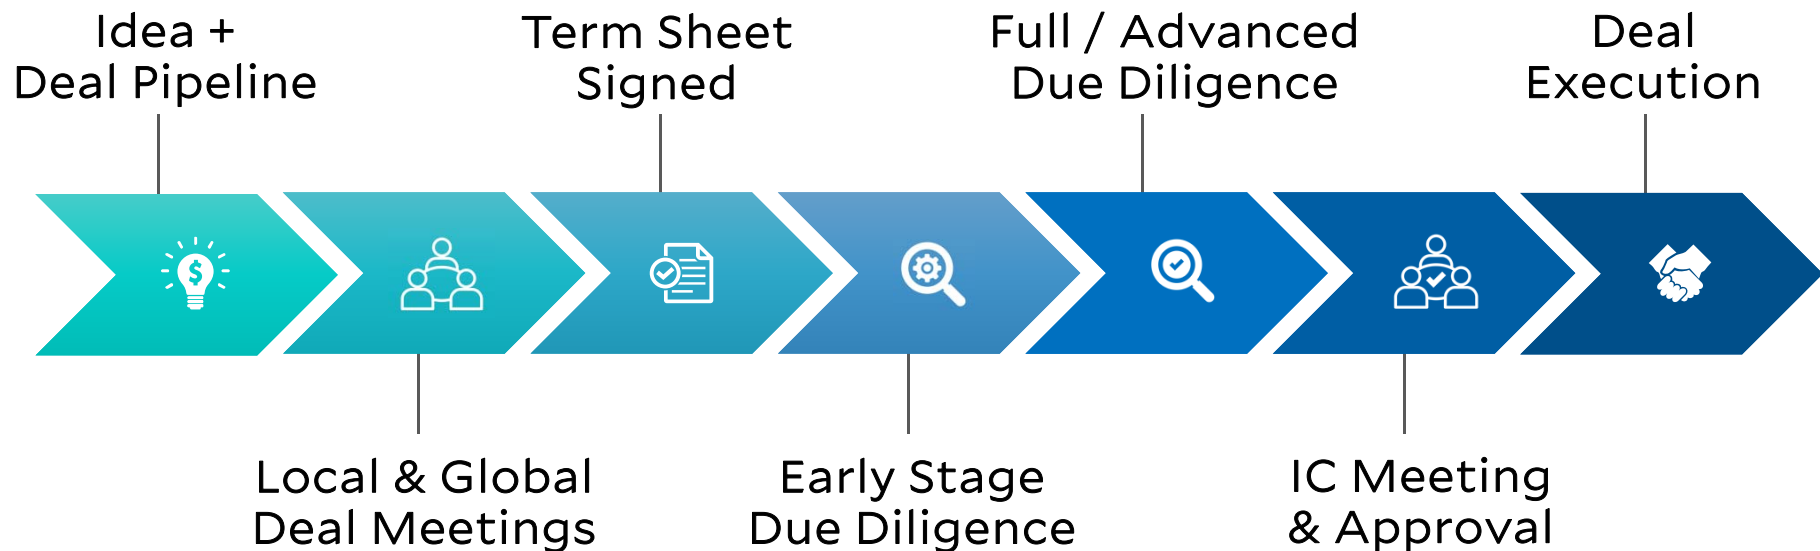 Idea +
Deal Pipeline
Term Sheet
Signed
Full / Advanced
Due Diligence
Deal
Execution
$
Local & Global
Deal Meetings
Early Stage
Due Diligence
IC Meeting
& Approval